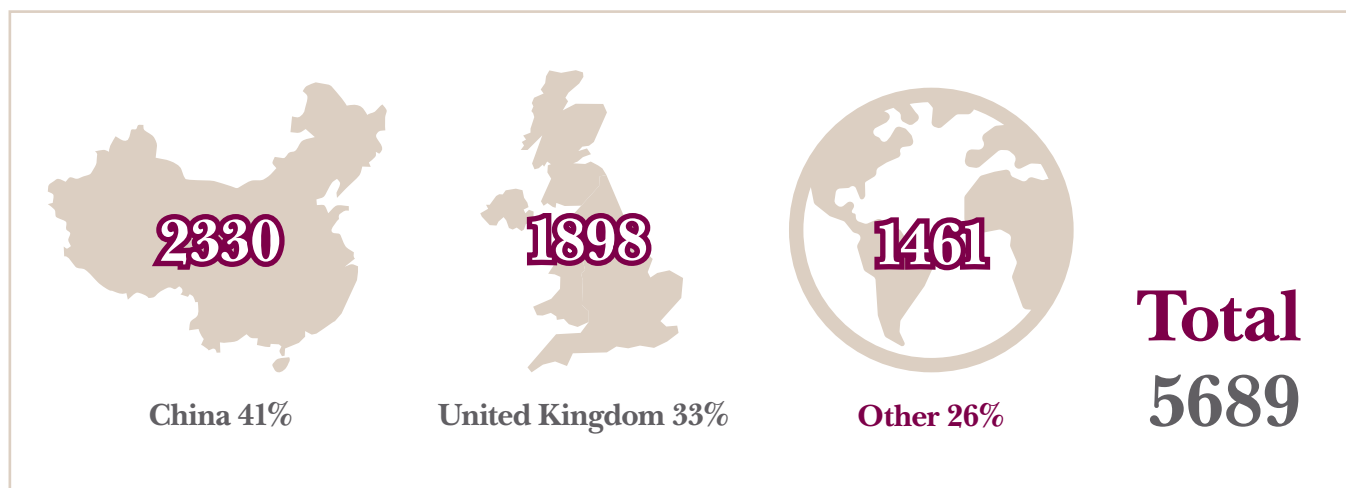 2330
1898
1461
Total
5689
China 41%
United Kingdom 33%
Other 26%